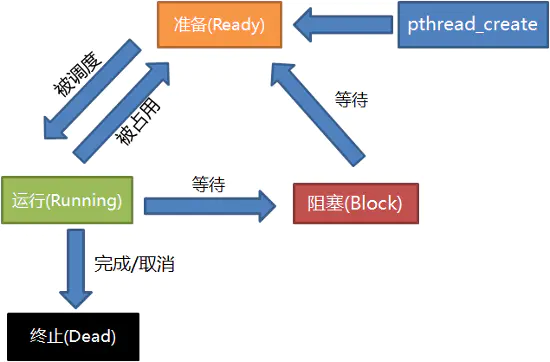 准备(Ready)
pthread_create
被调度
被占用
等待
运行(Running)
等待
阻塞(Block)
完成/取消
终止(Dead)